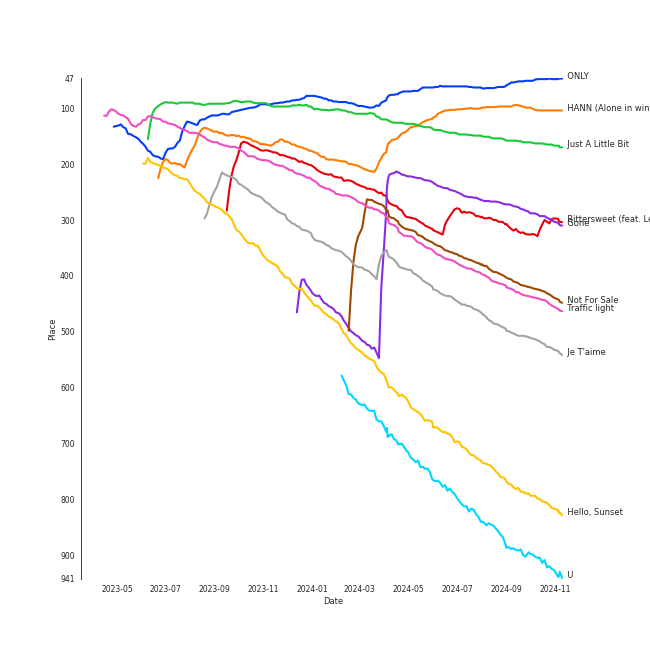 47
100
200
300
400
500
600
700
800
900
941
Place
2023-05
2023-07
2023-09
2023-11
2024-01
2024-03
2024-05
2024-07
2024-09
2024-11
Date
ONLY
HANN (Alone in win
Just A Little Bit
Bittersweet (feat. Le
Gone
Not For Sale
Traffic light
Je T'aime
Hello, Sunset
U